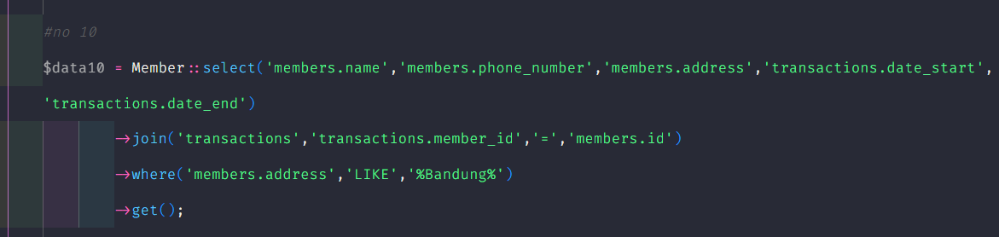 #no 10
$data10 = Member::select('members.name','members.phone_number','members.address','transactions.date_start',
'transactions.date_end')
->join('transactions','transactions.member_id','=','members.id')
->where('members.address','LIKE','%Bandung%')
->get();